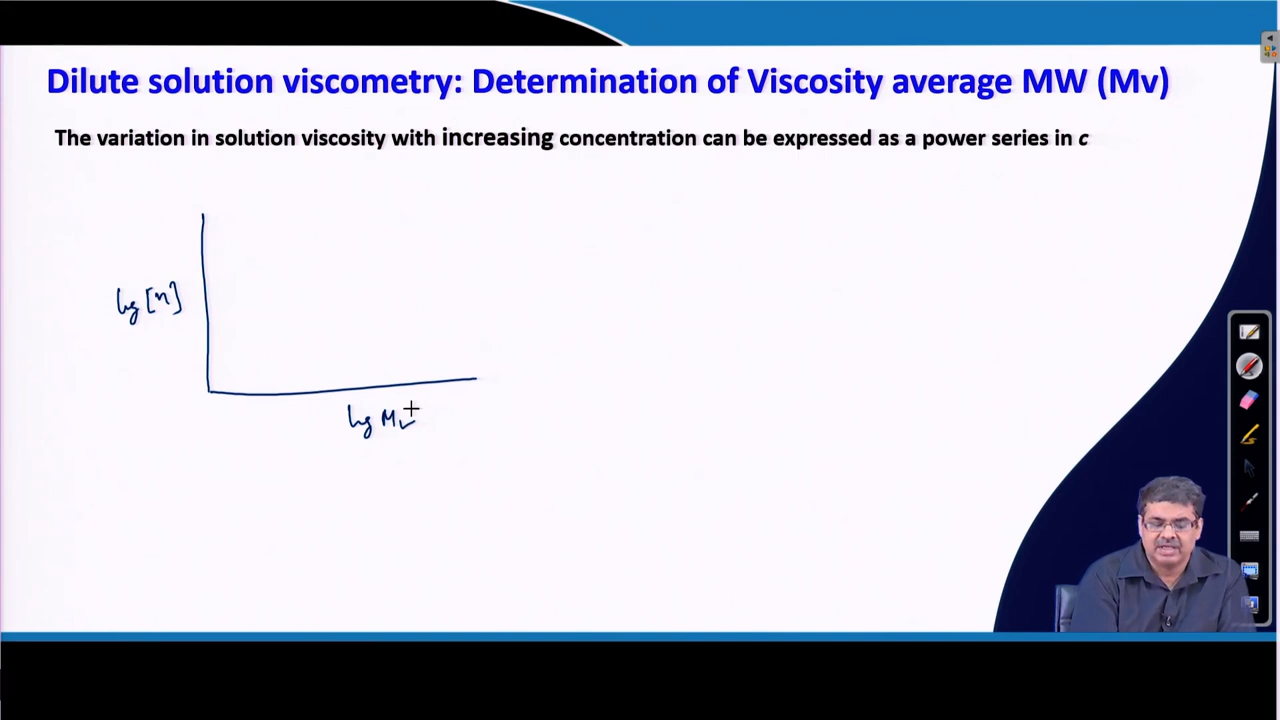 Dilute solution viscometry: Determination of Viscosity average MW (Mv)
The variation in solution viscosity with increasing concentration can be expressed as a power series in c
log [η]
log Mv